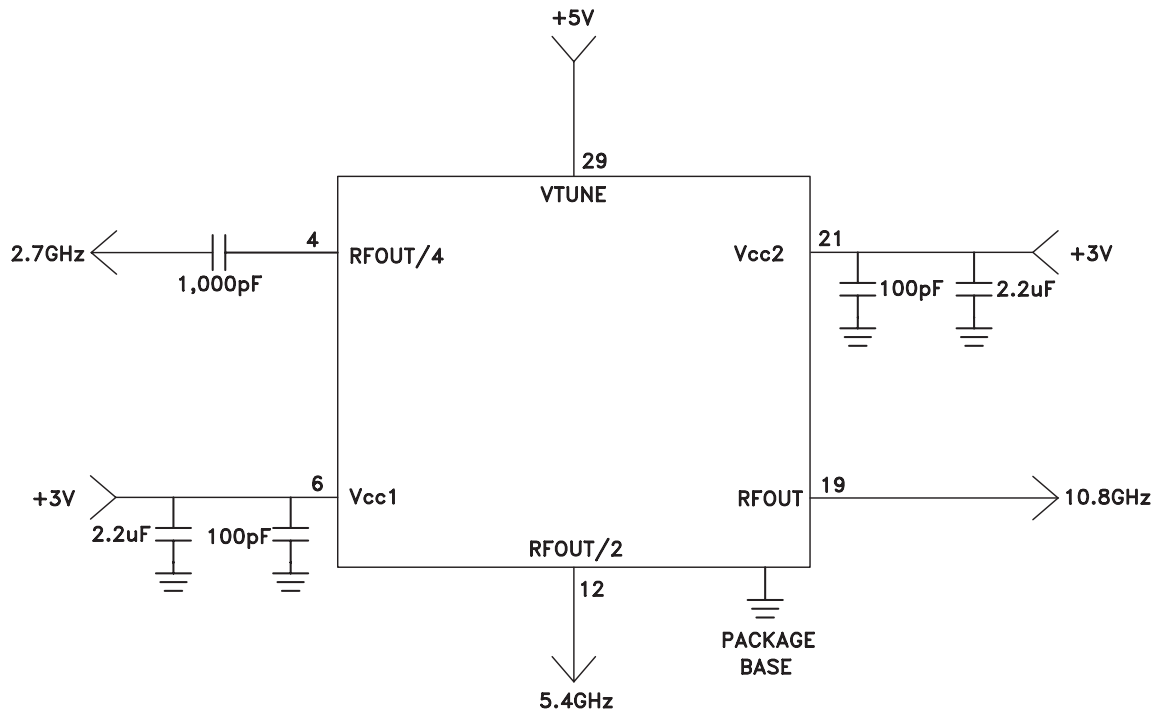 +5V
29
VTUNE
2.7GHz
4
RFOUT/4
1,000pF
Vcc2
21
+3V
100pF
2.2uF
+3V
6
Vcc1
2.2uF
100pF
RFOUT
19
10.8GHz
RFOUT/2
12
5.4GHz
PACKAGE
BASE